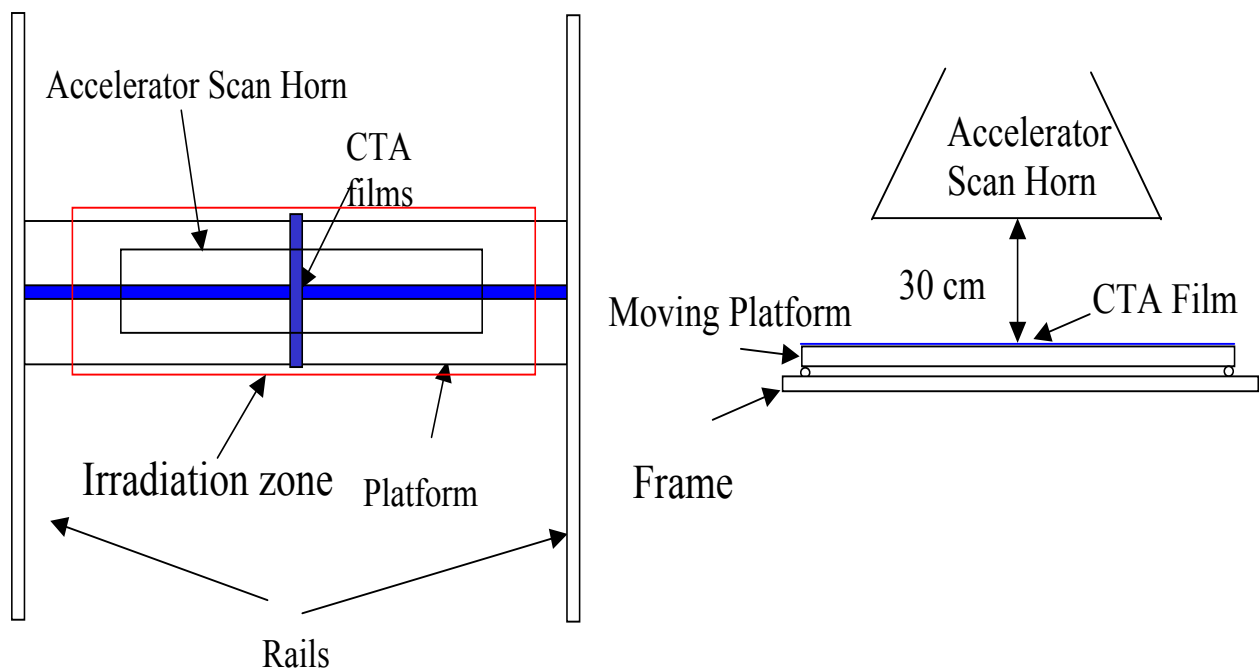 Accelerator Scan Horn
CTA
films
Irradiation zone
Platform
Rails
Accelerator
Scan Horn
30 cm
CTA Film
Moving Platform
Frame